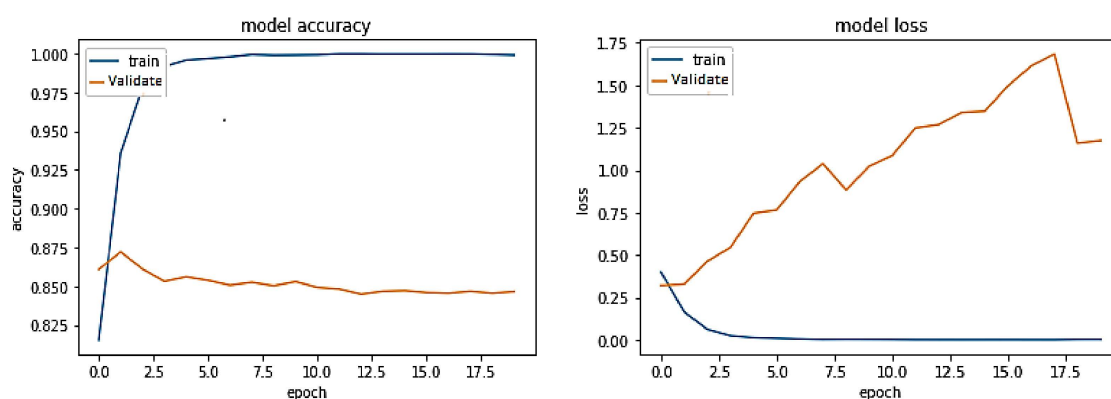 model accuracy
1.000
0.975
0.950
0.925
0.900
0.875
0.850
0.825
accuracy
train
Validate
0.0 2.5 5.0 7.5 10.0 12.5 15.0 17.5
epoch
model loss
1.75
1.50
1.25
1.00
0.75
0.50
0.25
0.00
loss
train
Validate
0.0 2.5 5.0 7.5 10.0 12.5 15.0 17.5
epoch